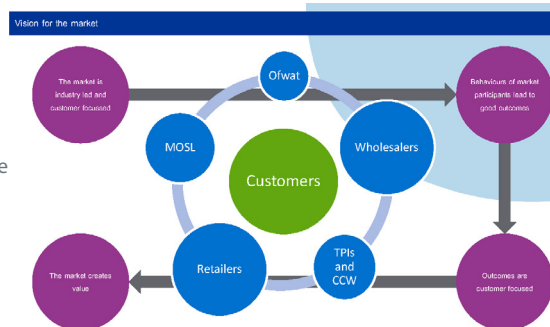 Vision for the market
The market is
industry led and
customer focussed
Ofwat
Behaviours of market
participants lead to
good outcomes
MOSL
Wholesalers
e
Customers
Retailers
TPIs
and
CCW
The market creates
value
Outcomes are
customer focused